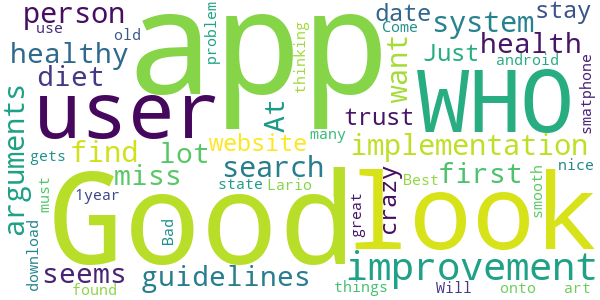 person
use
old
app
problem
thinking
date
Come
system
stay
healthy
user
want
WHO
Just
health
android
smatphone
diet
At
trust
arguments
find
lot
website
many
implementation
gets
miss
search
first
nice
must
1year
Good
state
Lario
look
crazy
Best
smooth
download
seems
found
guidelines
Bad
great
things
improvement
Will
onto
art